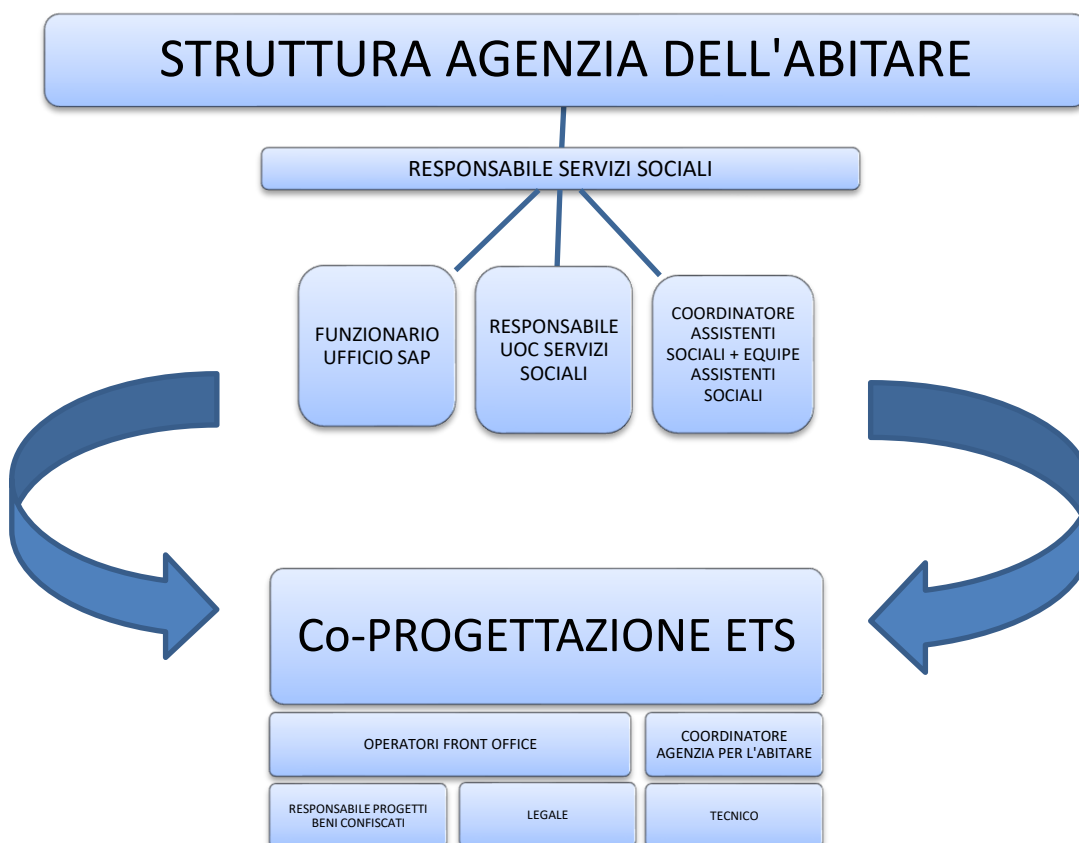 STRUTTURA AGENZIA DELL'ABITARE
RESPONSABILE SERVIZI SOCIALI
FUNZIONARIO
UFFICIO SAP
RESPONSABILE
UOC SERVIZI
SOCIALI
COORDINATORE
ASSISTENTI
SOCIALI + EQUIPE
ASSISTENTI
SOCIALI
Co-PROGETTAZIONE ETS
OPERATORI FRONT OFFICE
COORDINATORE
AGENZIA PER L'ABITARE
RESPONSABILE PROGETTI
BENI CONFISCATI
LEGALE
TECNICO